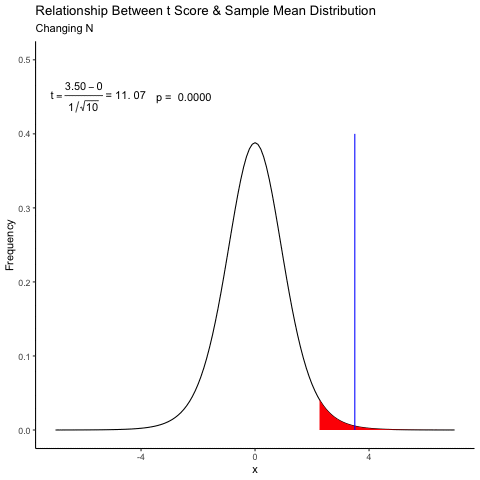 Relationship Between t Score & Sample Mean Distribution
Changing N
0.5
t = 3.50 − 0 / 1/√10 = 11.07 p = 0.0000
0.4
0.3
0.2
0.1
0.0
Frequency
-4 0 4
x